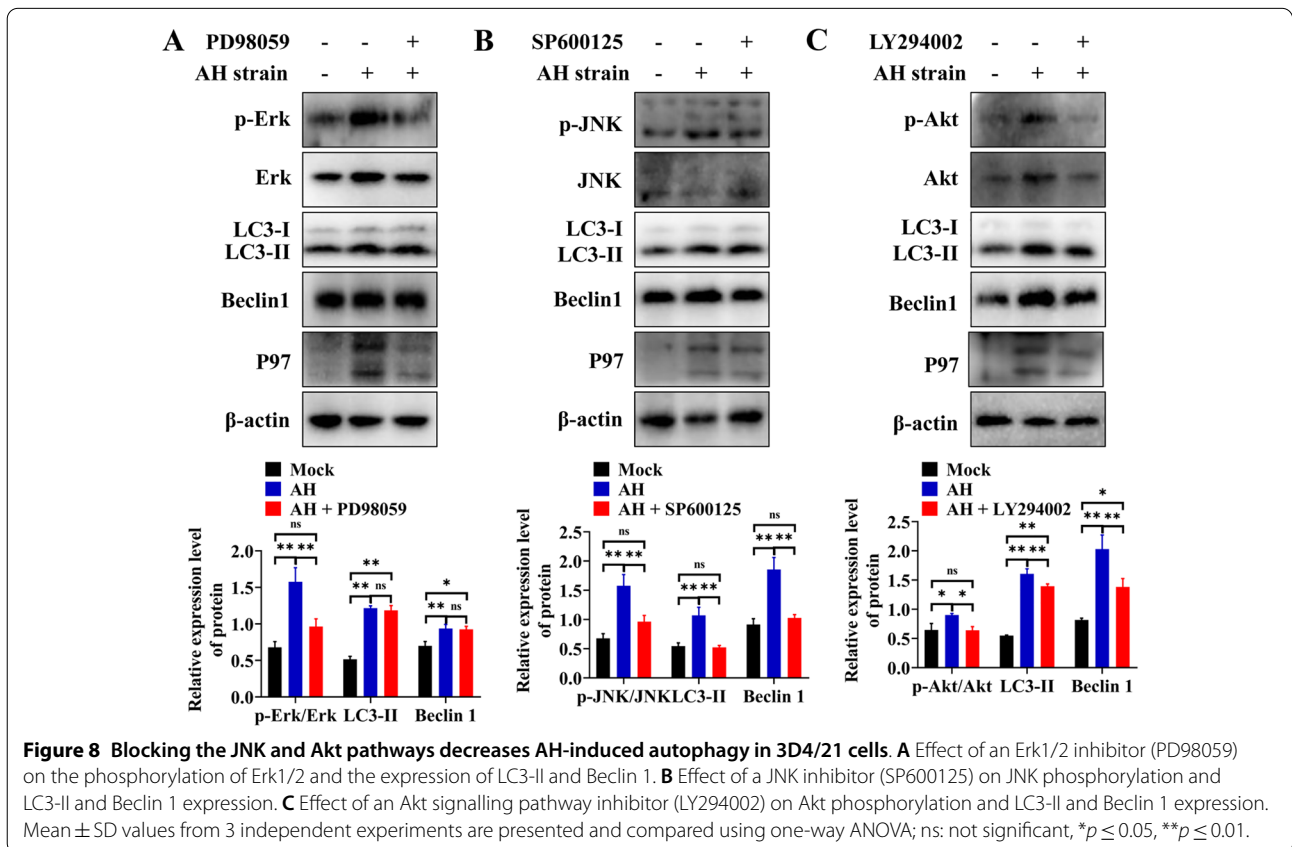 A PD98059 - - +
AH strain - + +
p-Erk
Erk
LC3-I
LC3-II
Beclin1
P97
β-actin
Mock
AH
AH + PD98059
Relative expression level
of protein
2.0
1.5
1.0
0.5
0.0
ns
** **
**
** ns
*
** ns
p-Erk/Erk LC3-II Beclin 1
B SP600125 - - +
AH strain - + +
p-JNK
JNK
LC3-I
LC3-II
Beclin1
P97
β-actin
Mock
AH
AH + SP600125
Relative expression level
of protein
2.5
2.0
1.5
1.0
0.5
0.0
ns
** **
ns
** **
ns
** **
p-JNK/JNK LC3-II Beclin 1
C LY294002 - - +
AH strain - + +
p-Akt
Akt
LC3-I
LC3-II
Beclin1
P97
β-actin
Mock
AH
AH + LY294002
Relative expression level
of protein
2.5
2.0
1.5
1.0
0.5
0.0
ns
* *
**
** **
*
** **
p-Akt/Akt LC3-II Beclin 1
Figure 8 Blocking the JNK and Akt pathways decreases AH-induced autophagy in 3D4/21 cells. A Effect of an Erk1/2 inhibitor (PD98059)
on the phosphorylation of Erk1/2 and the expression of LC3-II and Beclin 1. B Effect of a JNK inhibitor (SP600125) on JNK phosphorylation and
LC3-II and Beclin 1 expression. C Effect of an Akt signalling pathway inhibitor (LY294002) on Akt phosphorylation and LC3-II and Beclin 1 expression.
Mean ± SD values from 3 independent experiments are presented and compared using one-way ANOVA; ns: not significant, *p ≤ 0.05, **p ≤ 0.01.